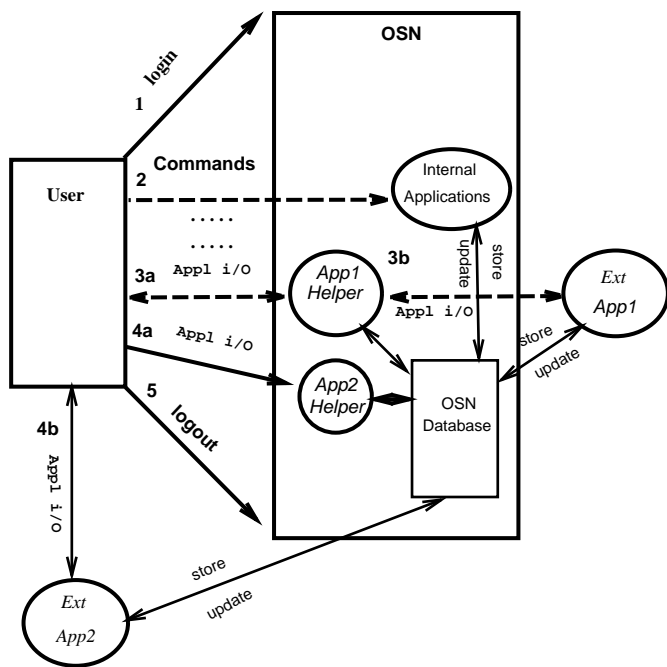 OSN
login
1
Commands
2
User
Internal
Applications
.....
.....
Appl i/O
3a
App1
Helper
3b
Appl i/O
update
store
Ext
App1
4a
Appl i/O
store
update
App2
Helper
OSN
Database
5
logout
4b
Appl i/O
store
update
Ext
App2